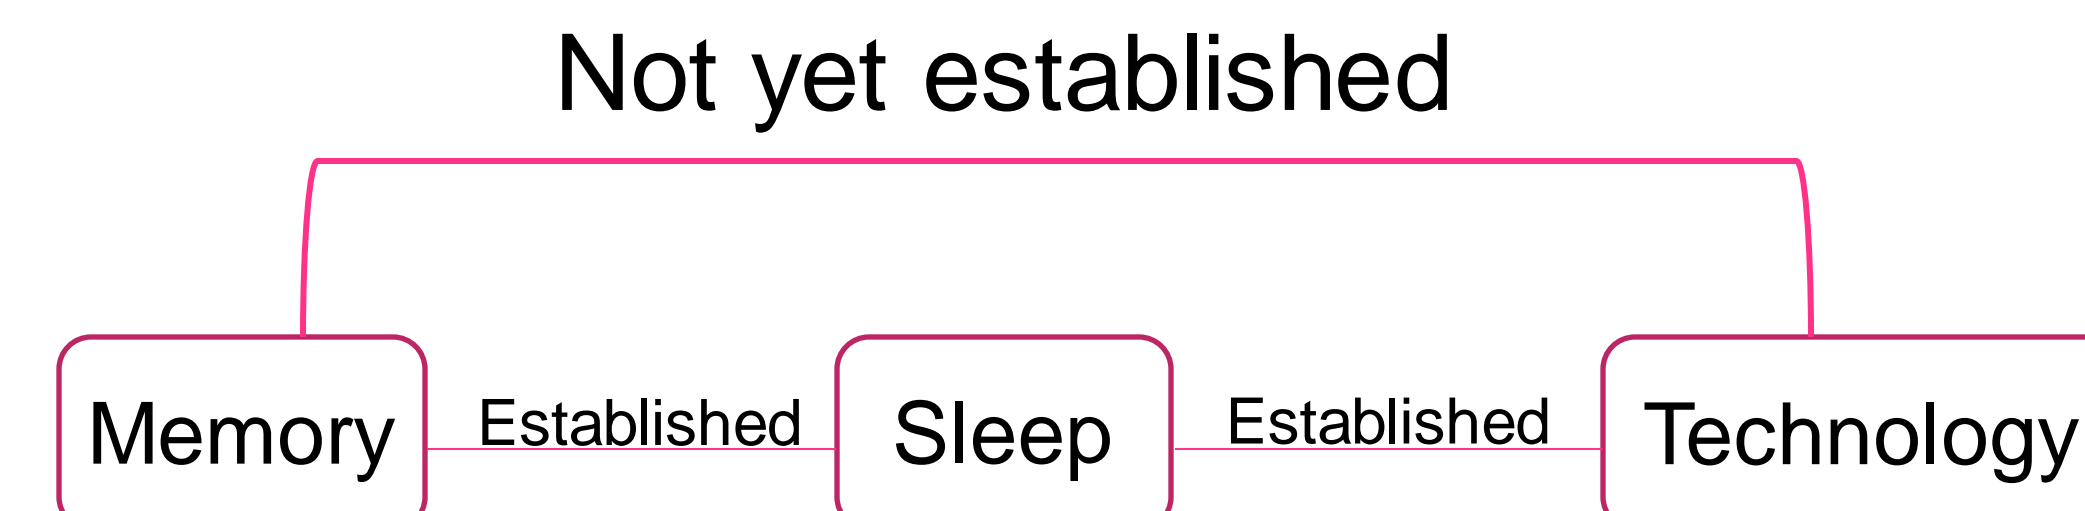 Not yet established
Memory
Established
Sleep
Established
Technology